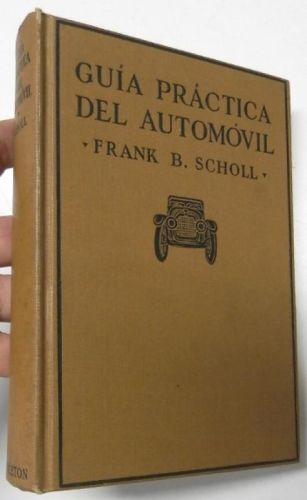 GUÍA PRÁCTICA
DEL AUTOMÓVIL
· FRANK B. SCHOLL ·